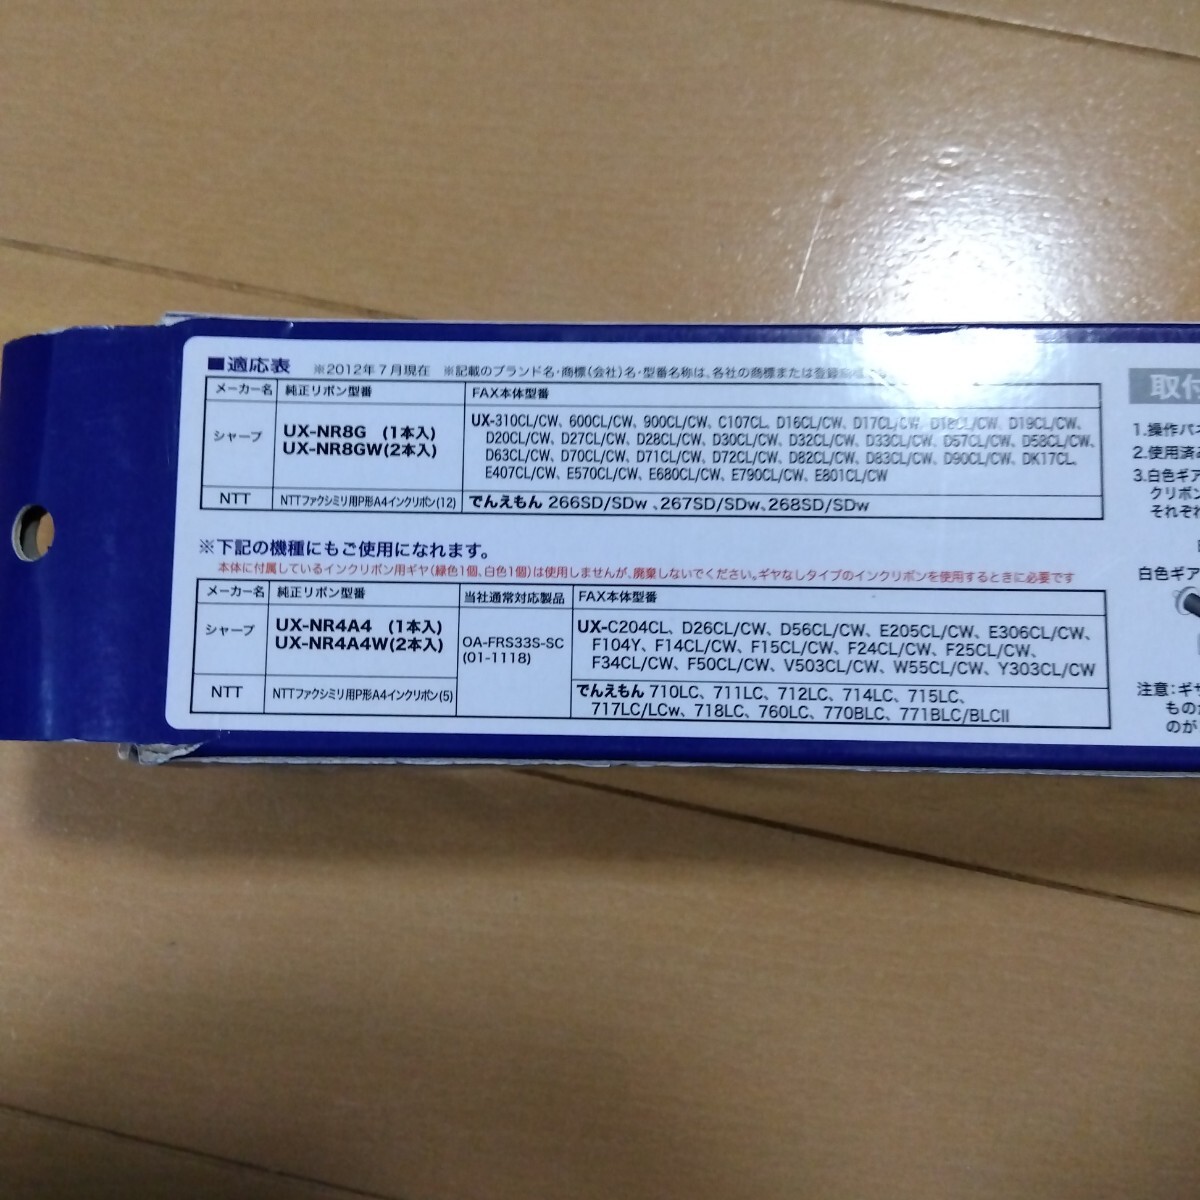 ■適応表 ※2012年7月現在 ※記載のブランド名・商標(会社)名・型番名称は、各社の商標または登録商標
メーカー名 純正リボン型番 FAX本体型番
シャープ UX-NR8G (1本入)
UX-NR8GW(2本入)
UX-310CL/CW、600CL/CW、900CL/CW、C107CL、D16CL/CW、D17CL/CW、D18CL/CW、D19CL/CW、
D20CL/CW、D27CL/CW、D28CL/CW、D30CL/CW、D32CL/CW、D33CL/CW、D57CL/CW、D58CL/CW、
D63CL/CW、D70CL/CW、D71CL/CW、D72CL/CW、D82CL/CW、D83CL/CW、D90CL/CW、DK17CL、
E407CL/CW、E570CL/CW、E680CL/CW、E790CL/CW、E801CL/CW
NTT NTTファクシミリ用P形A4インクリボン(12) でんえもん 266SD/SDw 、267SD/SDw、268SD/SDw
※下記の機種にもご使用になれます。
本体に付属しているインクリボン用ギヤ(緑色1個、白色1個)は使用しませんが、廃棄しないでください。ギヤなしタイプのインクリボンを使用するときに必要です
メーカー名 純正リボン型番 当社通常対応製品 FAX本体型番
シャープ UX-NR4A4 (1本入)
UX-NR4A4W(2本入)
OA-FRS33S-SC
(01-1118)
UX-C204CL、D26CL/CW、D56CL/CW、E205CL/CW、E306CL/CW、
F104Y、F14CL/CW、F15CL/CW、F24CL/CW、F25CL/CW、
F34CL/CW、F50CL/CW、V503CL/CW、W55CL/CW、Y303CL/CW
NTT NTTファクシミリ用P形A4インクリボン(5) でんえもん 710LC、711LC、712LC、714LC、715LC、
717LC/LCw、718LC、760LC、770BLC、771BLC/BLCII
取付
1.操作パネ
2.使用済み
3.白色ギア
クリボン
それぞれ
白色ギア
注意：ギザ
ものが
のが